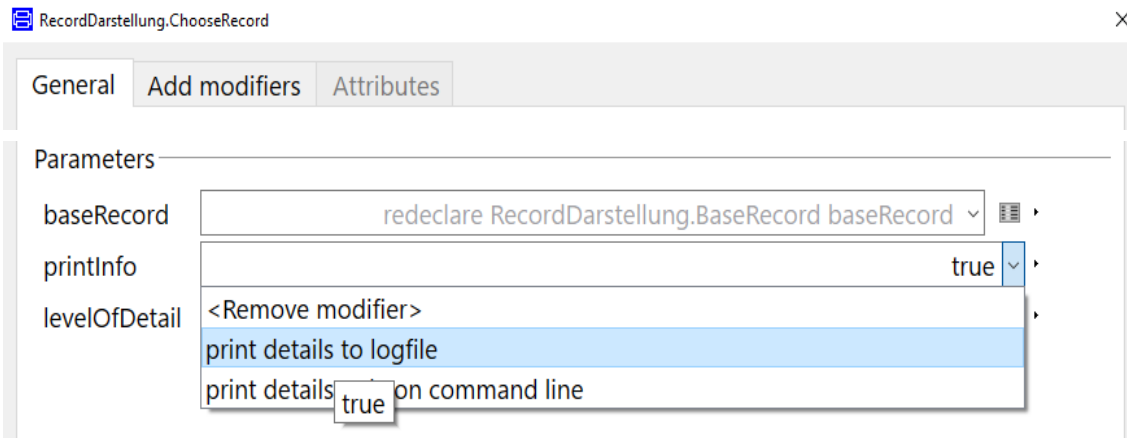 RecordDarstellung.ChooseRecord
General Add modifiers Attributes
Parameters
baseRecord redeclare RecordDarstellung.BaseRecord baseRecord
printInfo true
levelOfDetail <Remove modifier>
print details to logfile
print details on command line
true